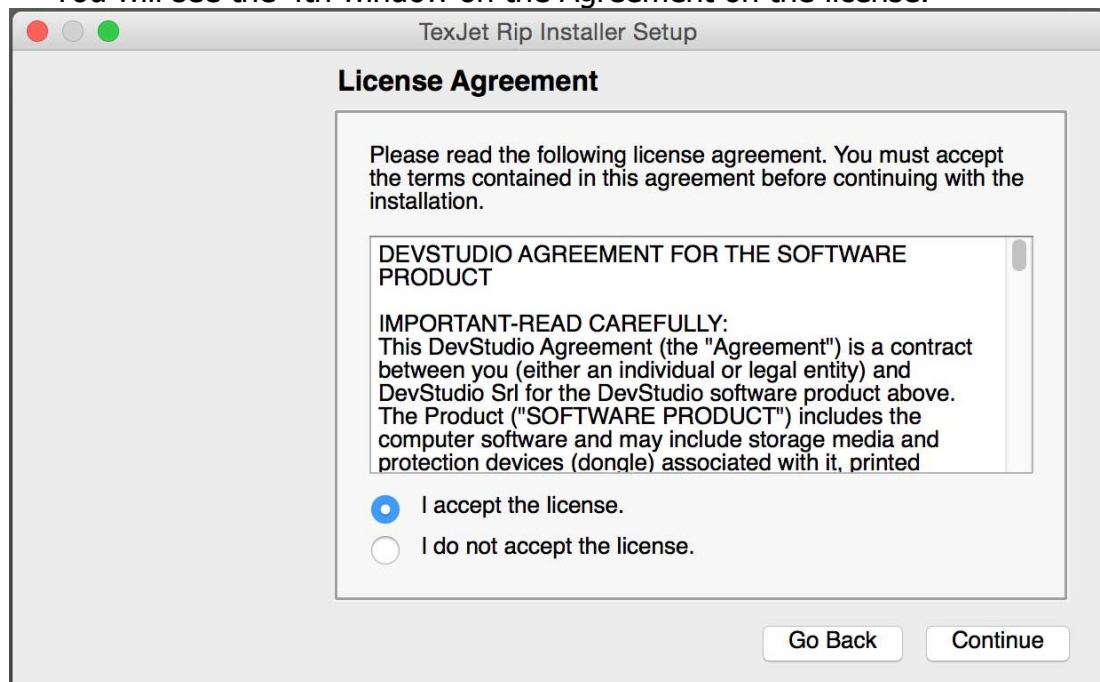 You will see the 4th window on the Agreement on the license.
TexJet Rip Installer Setup
License Agreement
Please read the following license agreement. You must accept
the terms contained in this agreement before continuing with the
installation.
DEVSTUDIO AGREEMENT FOR THE SOFTWARE
PRODUCT
IMPORTANT-READ CAREFULLY:
This DevStudio Agreement (the "Agreement") is a contract
between you (either an individual or legal entity) and
DevStudio Srl for the DevStudio software product above.
The Product ("SOFTWARE PRODUCT") includes the
computer software and may include storage media and
protection devices (dongle) associated with it, printed
I accept the license.
I do not accept the license.
Go Back
Continue